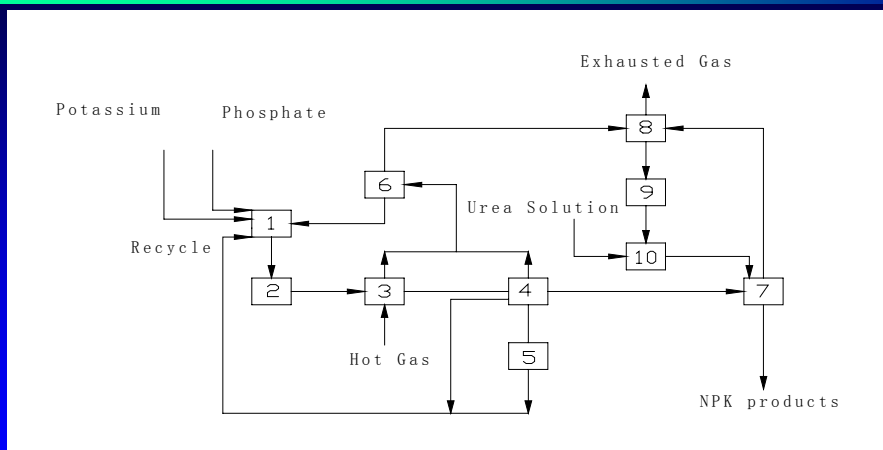 Exhausted Gas
Potassium
Phosphate
8
6
9
Urea Solution
1
Recycle
10
2
3
4
7
Hot Gas
5
NPK products